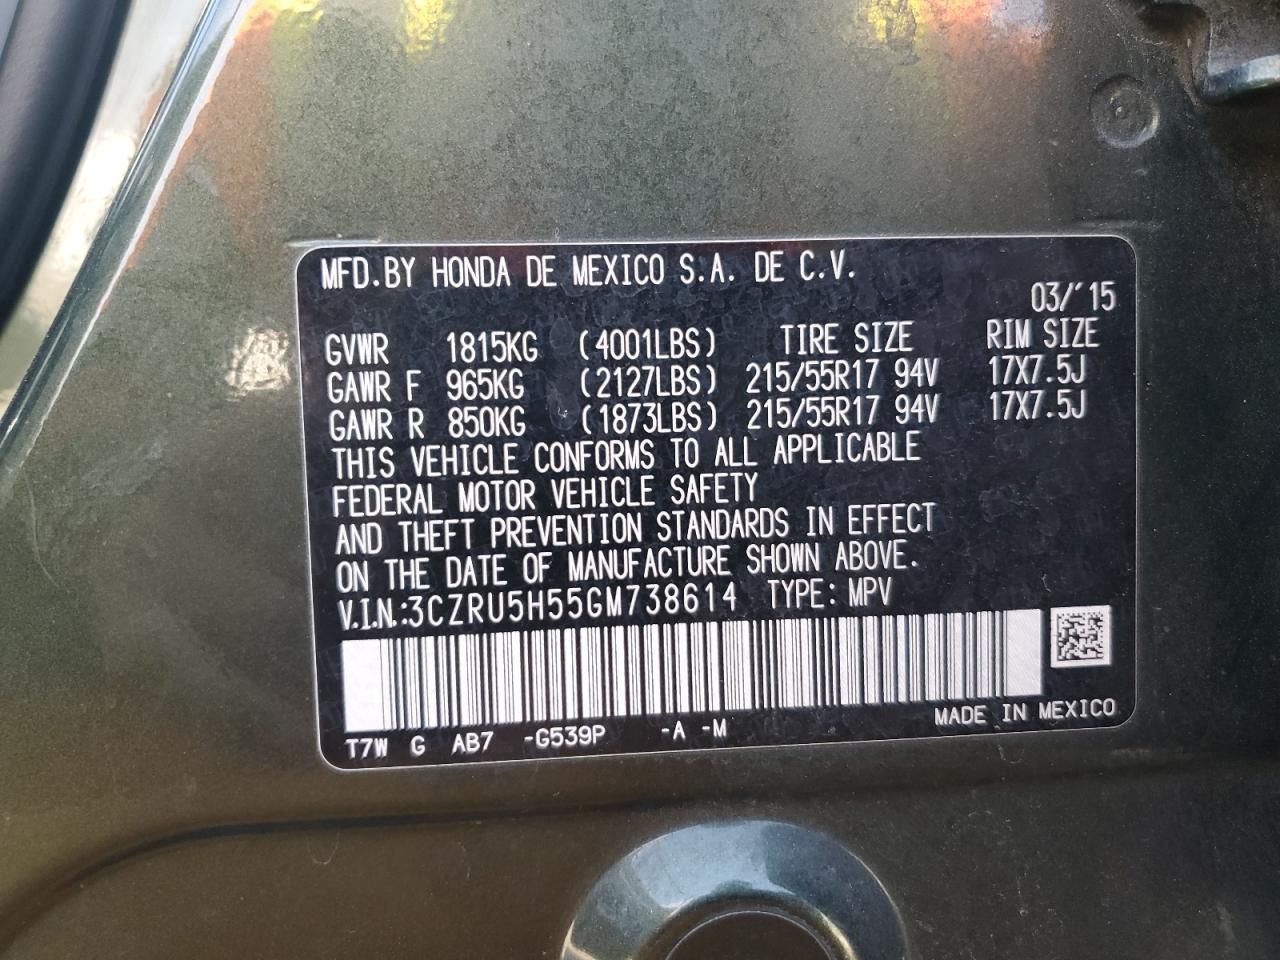 MFD.BY HONDA DE MEXICO S.A. DE C.V.
03/´15
GVWR 1815KG (4001LBS) TIRE SIZE RIM SIZE
GAWR F 965KG (2127LBS) 215/55R17 94V 17X7.5J
GAWR R 850KG (1873LBS) 215/55R17 94V 17X7.5J
THIS VEHICLE CONFORMS TO ALL APPLICABLE
FEDERAL MOTOR VEHICLE SAFETY
AND THEFT PREVENTION STANDARDS IN EFFECT
ON THE DATE OF MANUFACTURE SHOWN ABOVE.
V.I.N.:3CZRU5H55GM738614 TYPE: MPV
T7W G AB7 -G539P -A -M MADE IN MEXICO